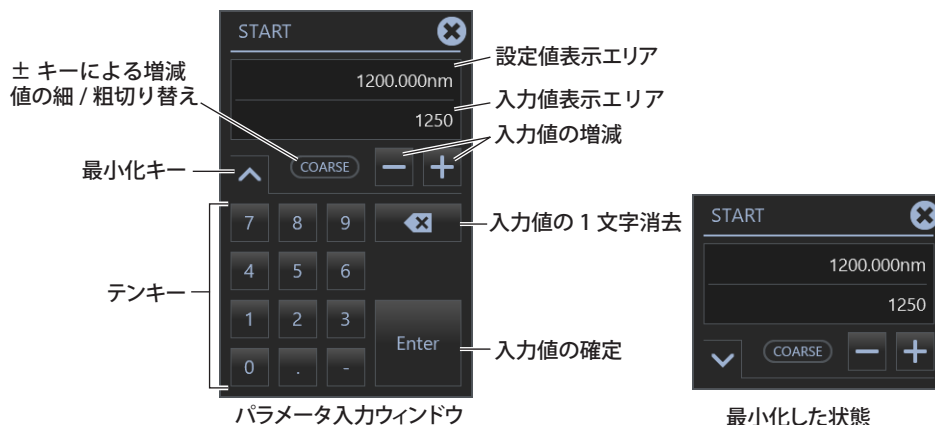 START
設定値表示エリア
± キーによる増減
値の細 / 粗切り替え
1200.000nm
入力値表示エリア
1250
入力値の増減
最小化キー
COARSE
7 8 9
入力値の 1 文字消去
4 5 6
テンキー
1 2 3
Enter
入力値の確定
0 . -
パラメータ入力ウィンドウ
START
1200.000nm
1250
COARSE
最小化した状態